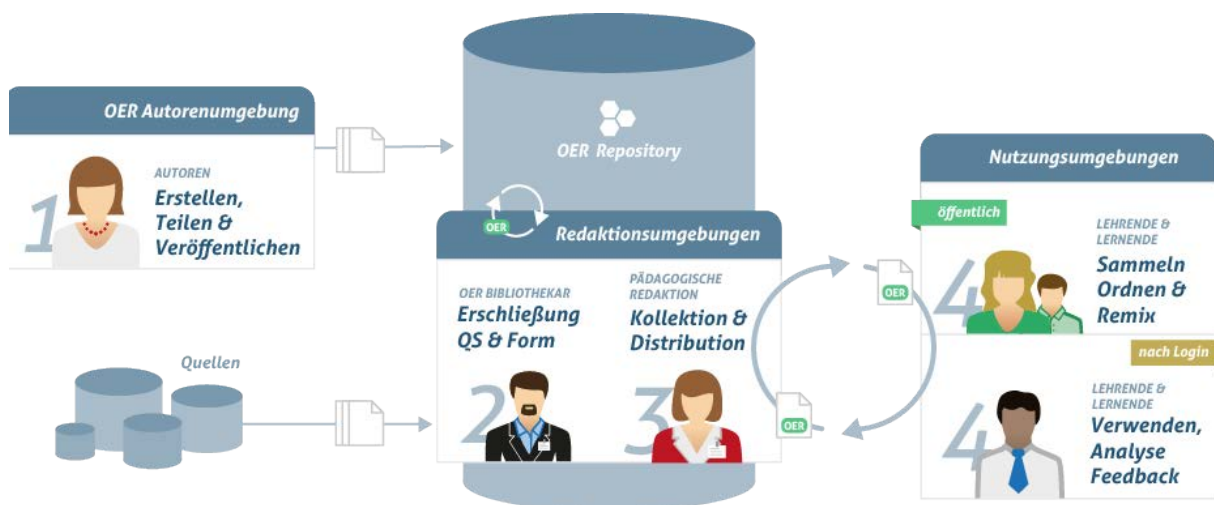 OER Autorenumgebung
1
AUTOREN
Erstellen,
Teilen &
Veröffentlichen
OER Repository
Quellen
OER
Redaktionsumgebungen
OER BIBLIOTHEKAR
Erschließung
QS & Form
2
PÄDAGOGISCHE
REDAKTION
Kollektion &
Distribution
3
OER
OER
Nutzungsumgebungen
öffentlich
4
LEHRENDE &
LERNENDE
Sammeln
Ordnen &
Remix
nach Login
4
LEHRENDE &
LERNENDE
Verwenden,
Analyse
Feedback